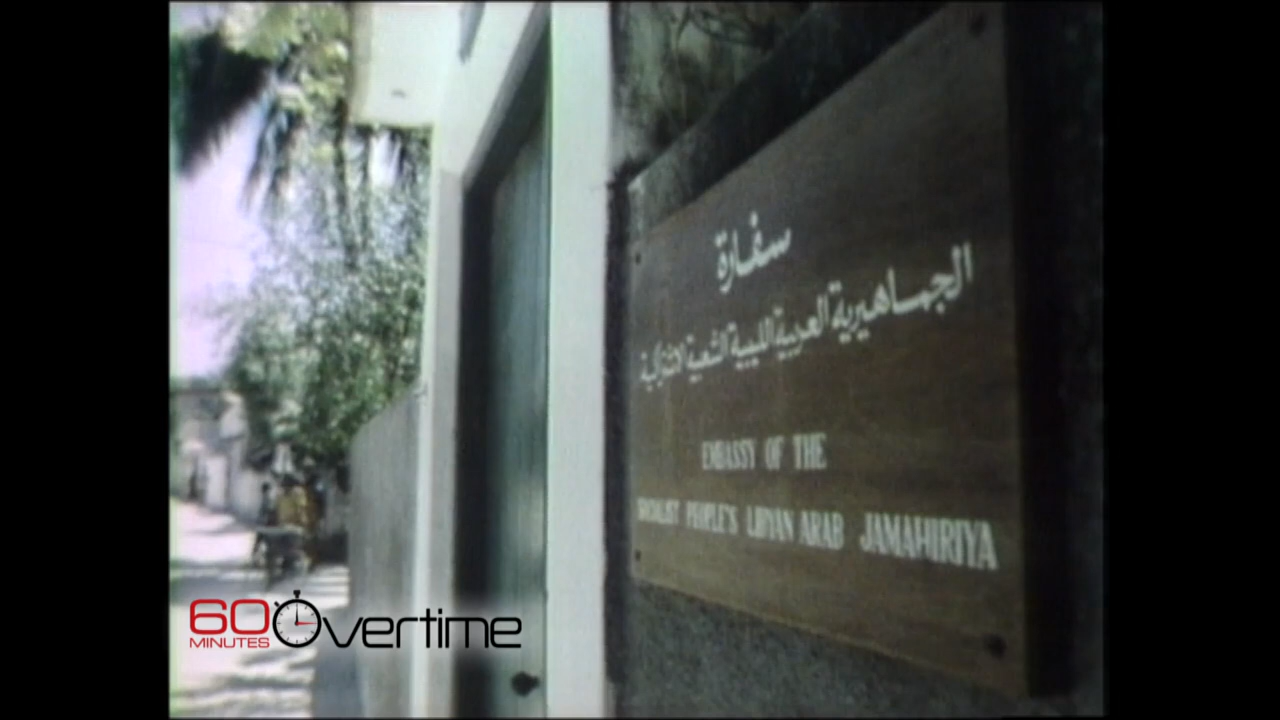 سفارة
الجماهيرية العربية الليبية الشعبية الاشتراكية
EMBASSY OF THE
SOCIALIST PEOPLE'S LIBYAN ARAB JAMAHIRIYA
60 Overtime
MINUTES